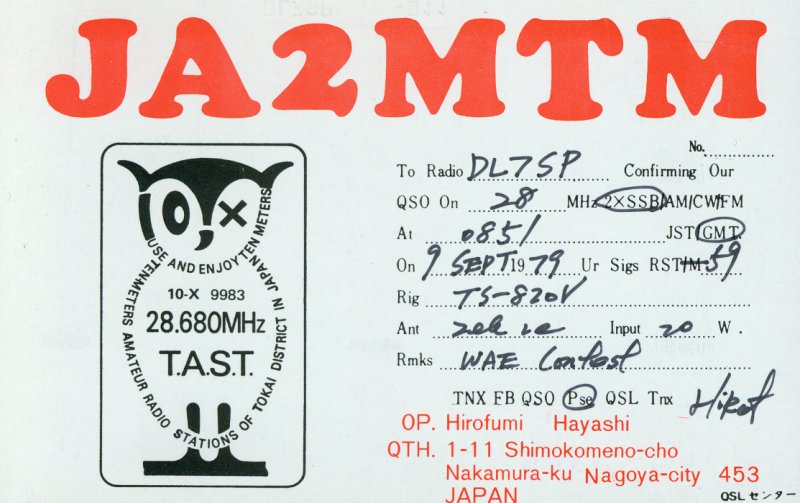 JA2MTM
10-X
USE AND ENJOY TEN METERS
10-X 9983
28.680MHz
T.A.S.T.
TENMETERS AMATEUR RADIO STATIONS OF TOKAI DISTRICT IN JAPAN
No.
To Radio DL7SP Confirming Our
QSO On 28 MHz 2×SSB/AM/CW/FM
At 0851 JST/GMT.
On 9 SEPT 1979 Ur Sigs RST 59
Rig TS-820V
Ant Input 20 W.
Rmks WAE Contest
TNX FB QSO Pse QSL Tnx
OP. Hirofumi Hayashi
QTH. 1-11 Shimokomeno-cho
Nakamura-ku Nagoya-city 453
JAPAN
QSLセンター